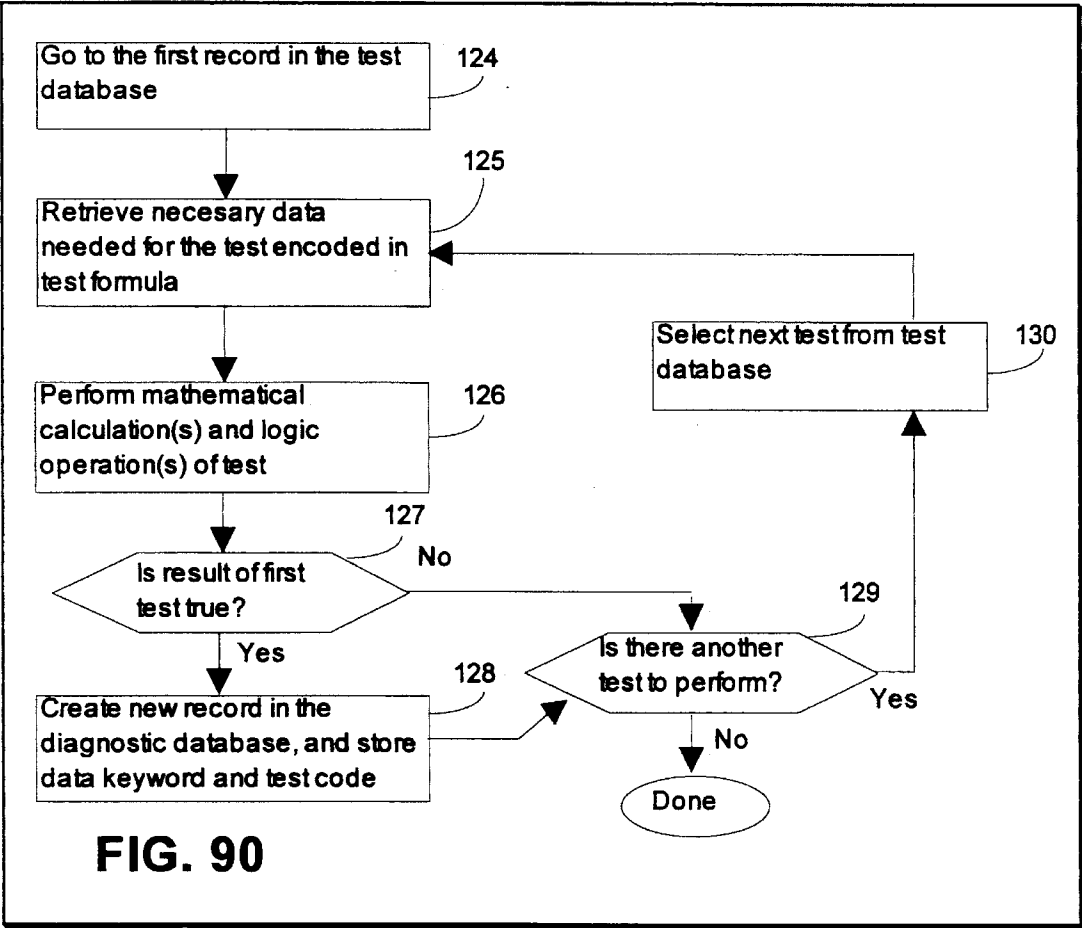 Go to the first record in the test
database
124
125
Retrieve necesary data
needed for the test encoded in
test formula
Select next test from test
database
130
Perform mathematical
calculation(s) and logic
operation(s) of test
126
127
No
Is result of first
test true?
129
Is there another
test to perform?
Yes
Yes
128
Create new record in the
diagnostic database, and store
data keyword and test code
No
Done
FIG. 90